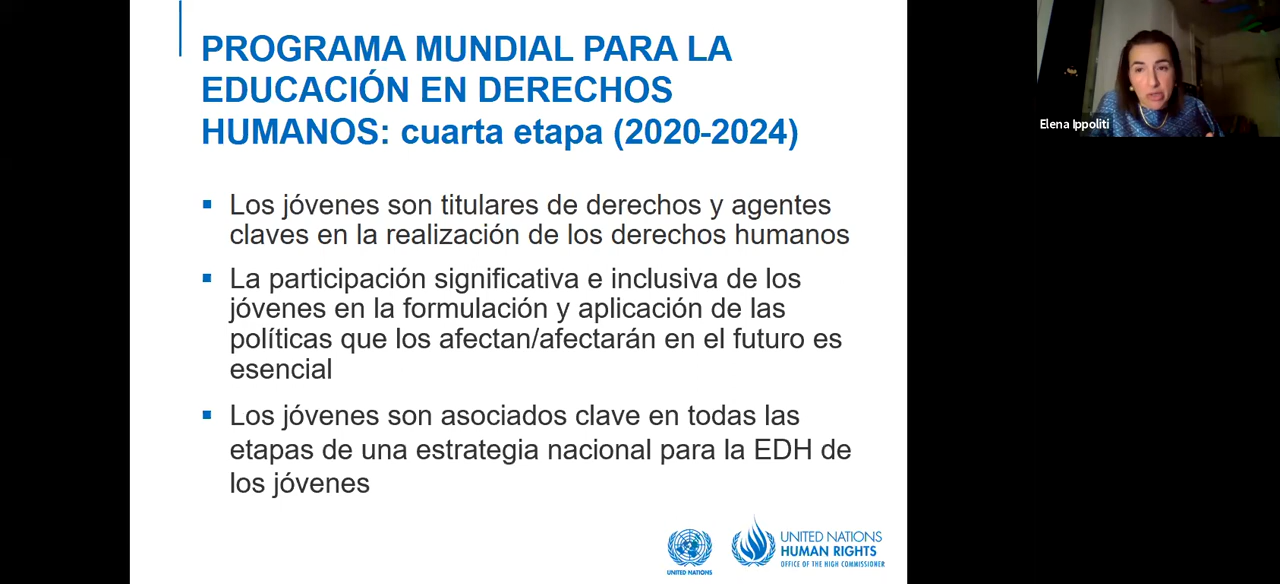 PROGRAMA MUNDIAL PARA LA
EDUCACIÓN EN DERECHOS
HUMANOS: cuarta etapa (2020-2024)
Los jóvenes son titulares de derechos y agentes
claves en la realización de los derechos humanos
La participación significativa e inclusiva de los
jóvenes en la formulación y aplicación de las
políticas que los afectan/afectarán en el futuro es
esencial
Los jóvenes son asociados clave en todas las
etapas de una estrategia nacional para la EDH de
los jóvenes
UNITED NATIONS
UNITED NATIONS
HUMAN RIGHTS
OFFICE OF THE HIGH COMMISSIONER
Elena Ippoliti